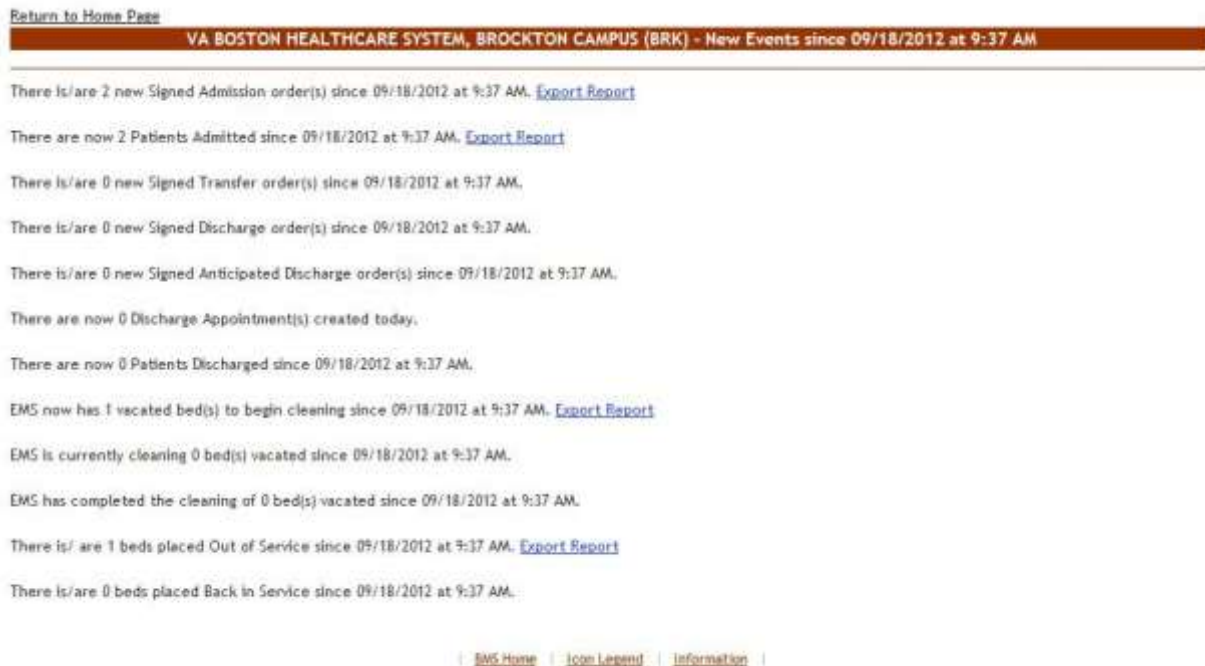 Return to Home Page
VA BOSTON HEALTHCARE SYSTEM, BROCKTON CAMPUS (BRK) - New Events since 09/18/2012 at 9:37 AM
There is/are 2 new Signed Admission order(s) since 09/18/2012 at 9:37 AM. Export Report
There are now 2 Patients Admitted since 09/18/2012 at 9:37 AM. Export Report
There is/are 0 new Signed Transfer order(s) since 09/18/2012 at 9:37 AM.
There is/are 0 new Signed Discharge order(s) since 09/18/2012 at 9:37 AM.
There is/are 0 new Signed Anticipated Discharge order(s) since 09/18/2012 at 9:37 AM.
There are now 0 Discharge Appointment(s) created today.
There are now 0 Patients Discharged since 09/18/2012 at 9:37 AM.
EMS now has 1 vacated bed(s) to begin cleaning since 09/18/2012 at 9:37 AM. Export Report
EMS is currently cleaning 0 bed(s) vacated since 09/18/2012 at 9:37 AM.
EMS has completed the cleaning of 0 bed(s) vacated since 09/18/2012 at 9:37 AM.
There is/ are 1 beds placed Out of Service since 09/18/2012 at 9:37 AM. Export Report
There is/are 0 beds placed Back in Service since 09/18/2012 at 9:37 AM.
| BMS Home | Icon Legend | Information |